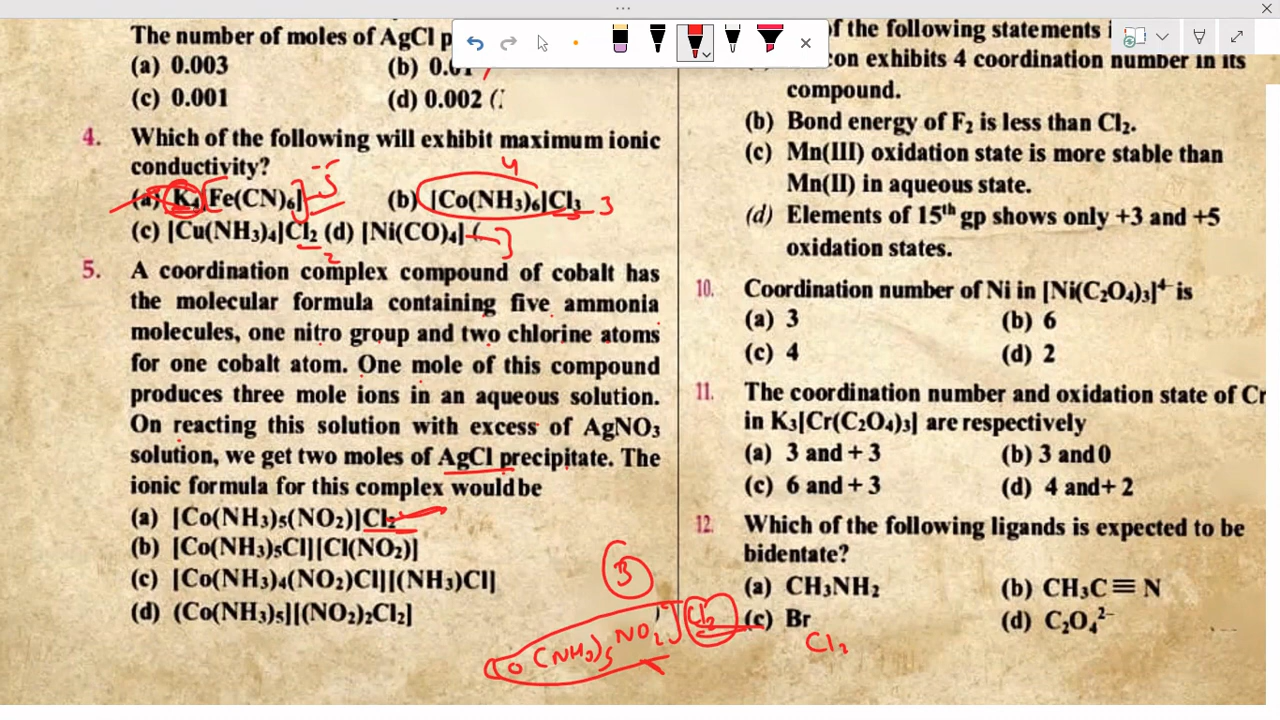 The number of moles of AgCl p
(a) 0.003 (b) 0.01
(c) 0.001 (d) 0.002 (:
4. Which of the following will exhibit maximum ionic
conductivity?
(a) K4[Fe(CN)6] (b) [Co(NH3)6]Cl3
(c) [Cu(NH3)4]Cl2 (d) [Ni(CO)4] (
5
4
3
2
5. A coordination complex compound of cobalt has
the molecular formula containing five ammonia
molecules, one nitro group and two chlorine atoms
for one cobalt atom. One mole of this compound
produces three mole ions in an aqueous solution.
On reacting this solution with excess of AgNO3
solution, we get two moles of AgCl precipitate. The
ionic formula for this complex would be
(a) [Co(NH3)5(NO2)]Cl2
(b) [Co(NH3)5Cl][Cl(NO2)]
(c) [Co(NH3)4(NO2)Cl][(NH3)Cl]
(d) (Co(NH3)5][(NO2)2Cl2]
3
Co (NH3)5 NO2] Cl2
Cl2
of the following statements i
con exhibits 4 coordination number in its
compound.
(b) Bond energy of F2 is less than Cl2.
(c) Mn(III) oxidation state is more stable than
Mn(II) in aqueous state.
(d) Elements of 15th gp shows only +3 and +5
oxidation states.
10. Coordination number of Ni in [Ni(C2O4)3]4- is
(a) 3 (b) 6
(c) 4 (d) 2
11. The coordination number and oxidation state of Cr
in K3[Cr(C2O4)3] are respectively
(a) 3 and + 3 (b) 3 and 0
(c) 6 and + 3 (d) 4 and+ 2
12. Which of the following ligands is expected to be
bidentate?
(a) CH3NH2 (b) CH3C≡N
(c) Br (d) C2O42-